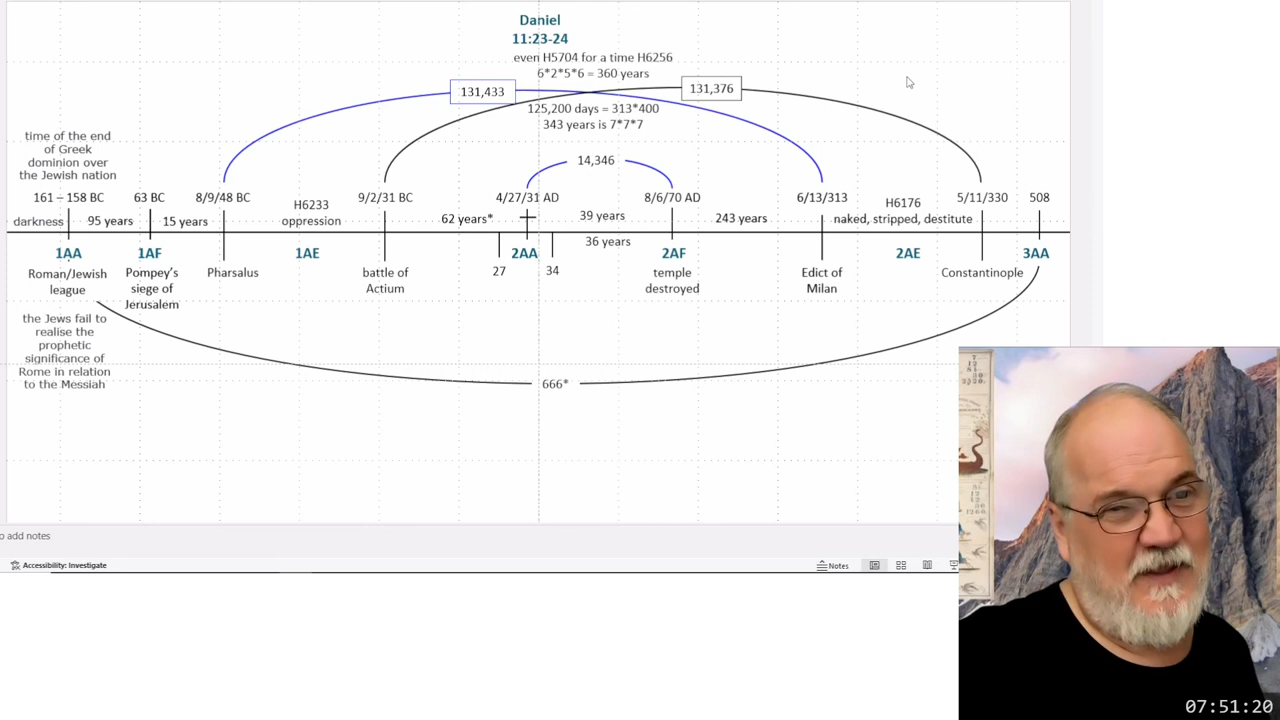 Daniel
11:23-24
even H5704 for a time H6256
6*2*5*6 = 360 years
131,433
131,376
125,200 days = 313*400
343 years is 7*7*7
14,346
time of the end
of Greek
dominion over
the Jewish nation
161 – 158 BC
63 BC
8/9/48 BC
9/2/31 BC
4/27/31 AD
8/6/70 AD
6/13/313
5/11/330
508
darkness
95 years
15 years
H6233
oppression
62 years*
39 years
243 years
H6176
naked, stripped, destitute
36 years
1AA
1AF
1AE
2AA
2AF
2AE
3AA
Roman/Jewish
league
Pompey's
siege of
Jerusalem
Pharsalus
battle of
Actium
27
34
temple
destroyed
Edict of
Milan
Constantinople
the Jews fail to
realise the
prophetic
significance of
Rome in relation
to the Messiah
666*
o add notes
Accessibility: Investigate
Notes
07:51:20